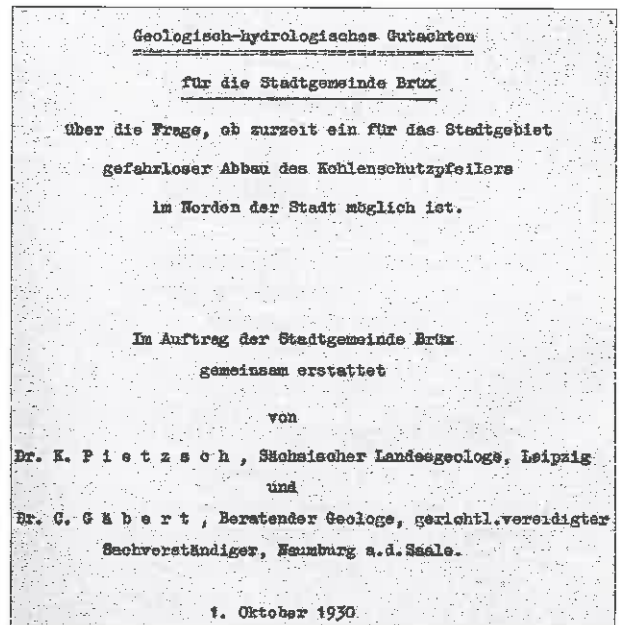 Geologisch-hydrologisches Gutachten
für die Stadtgemeinde Brüx
über die Frage, ob zurzeit ein für das Stadtgebiet
gefahrloser Abbau des Kohlenschutzpfeilers
im Norden der Stadt möglich ist.
Im Auftrag der Stadtgemeinde Brüx
gemeinsam erstattet
von
Dr. K. P i e t z s c h , Sächsischer Landesgeologe, Leipzig
und
Dr. C. G ä b e r t , Beratender Geologe, gerichtl.vereidigter
Sachverständiger, Naumburg a.d.Saale.
1. Oktober 1930